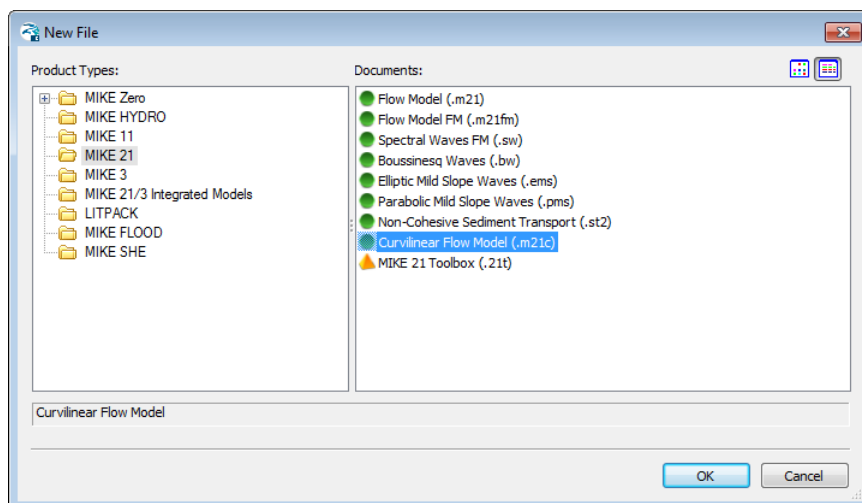 New File
Product Types:
Documents:
MIKE Zero
MIKE HYDRO
MIKE 11
MIKE 21
MIKE 3
MIKE 21/3 Integrated Models
LITPACK
MIKE FLOOD
MIKE SHE
Flow Model (.m21)
Flow Model FM (.m21fm)
Spectral Waves FM (.sw)
Boussinesq Waves (.bw)
Elliptic Mild Slope Waves (.ems)
Parabolic Mild Slope Waves (.pms)
Non-Cohesive Sediment Transport (.st2)
Curvilinear Flow Model (.m21c)
MIKE 21 Toolbox (.21t)
Curvilinear Flow Model
OK
Cancel